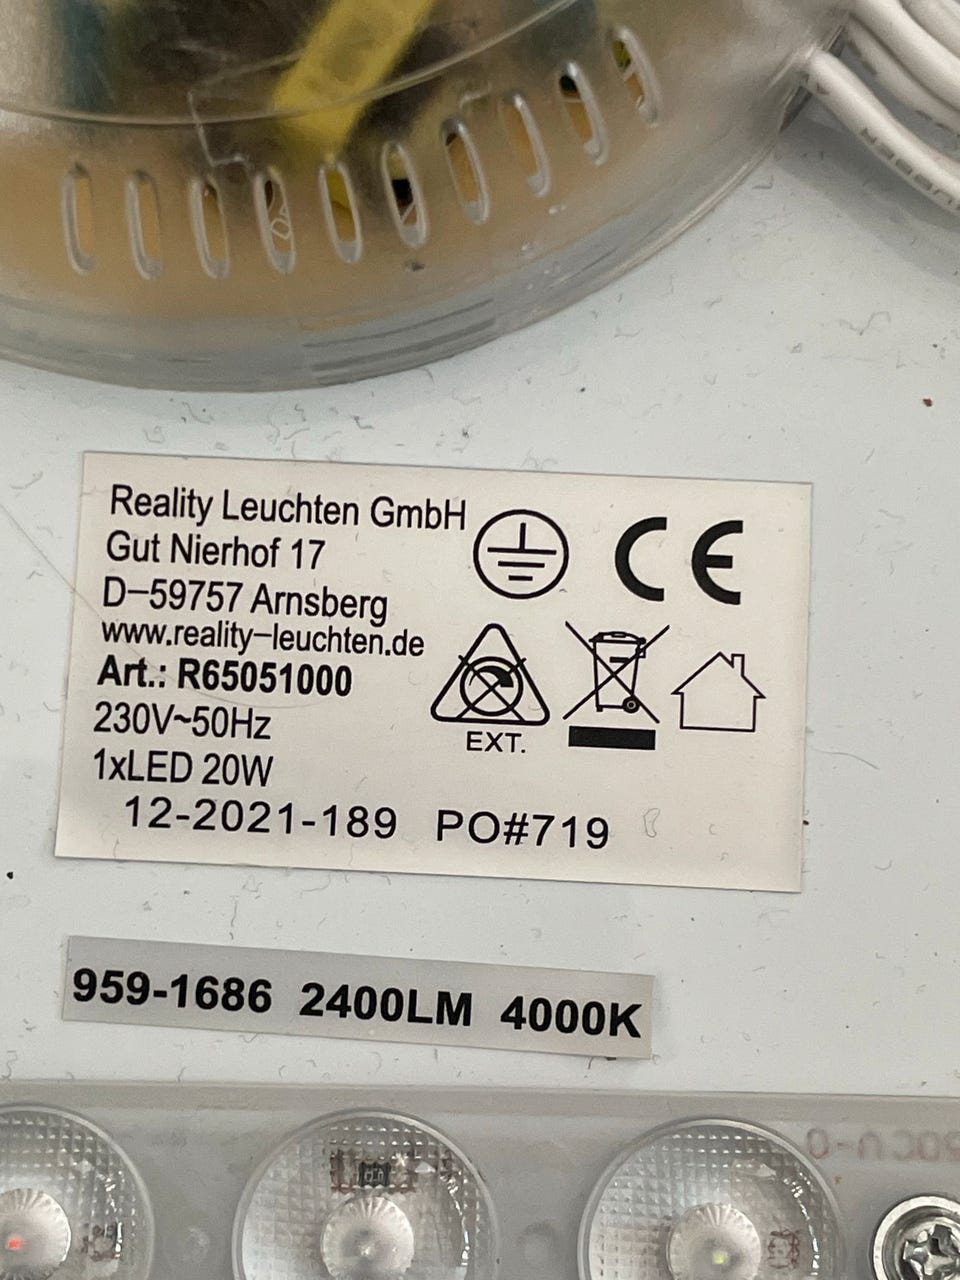 Reality Leuchten GmbH
Gut Nierhof 17
D-59757 Arnsberg
www.reality-leuchten.de
Art.: R65051000
230V~50Hz
1xLED 20W
12-2021-189 PO#719
CE
EXT.
959-1686 2400LM 4000K